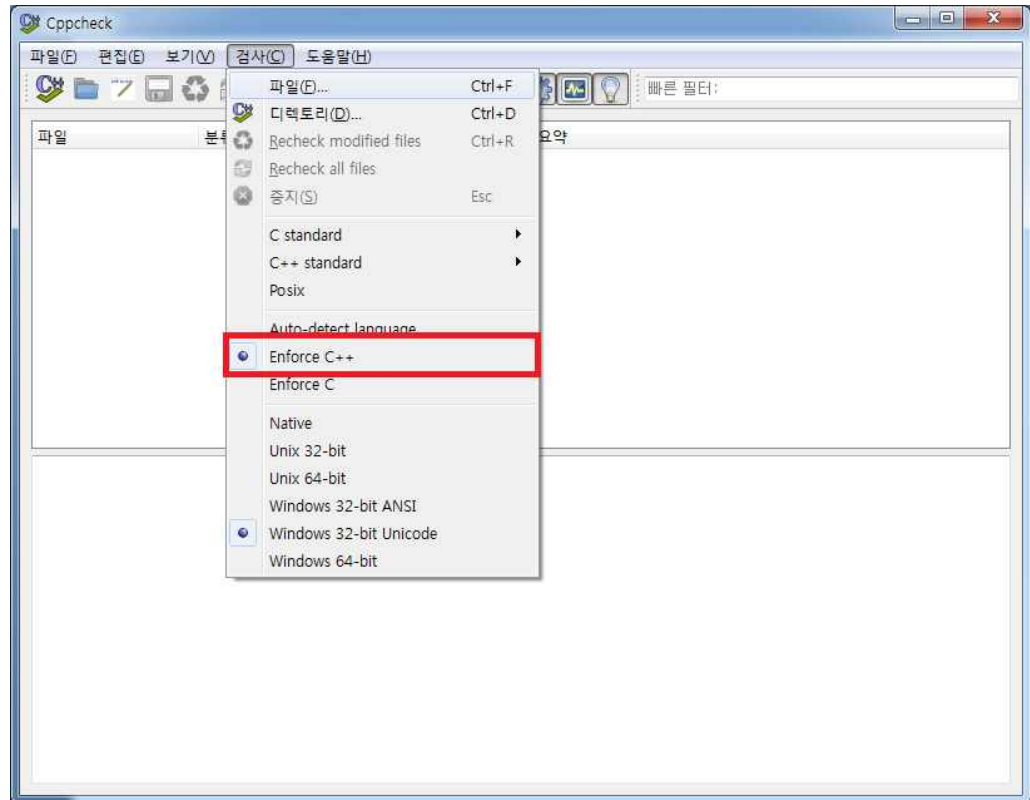 Cppcheck
파일(F) 편집(E) 보기(V) 검사(C) 도움말(H)
빠른 필터:
파일(F)... Ctrl+F
디렉토리(D)... Ctrl+D
Recheck modified files Ctrl+R
Recheck all files
중지(S) Esc
C standard
C++ standard
Posix
Auto-detect language
Enforce C++
Enforce C
Native
Unix 32-bit
Unix 64-bit
Windows 32-bit ANSI
Windows 32-bit Unicode
Windows 64-bit
파일 요약